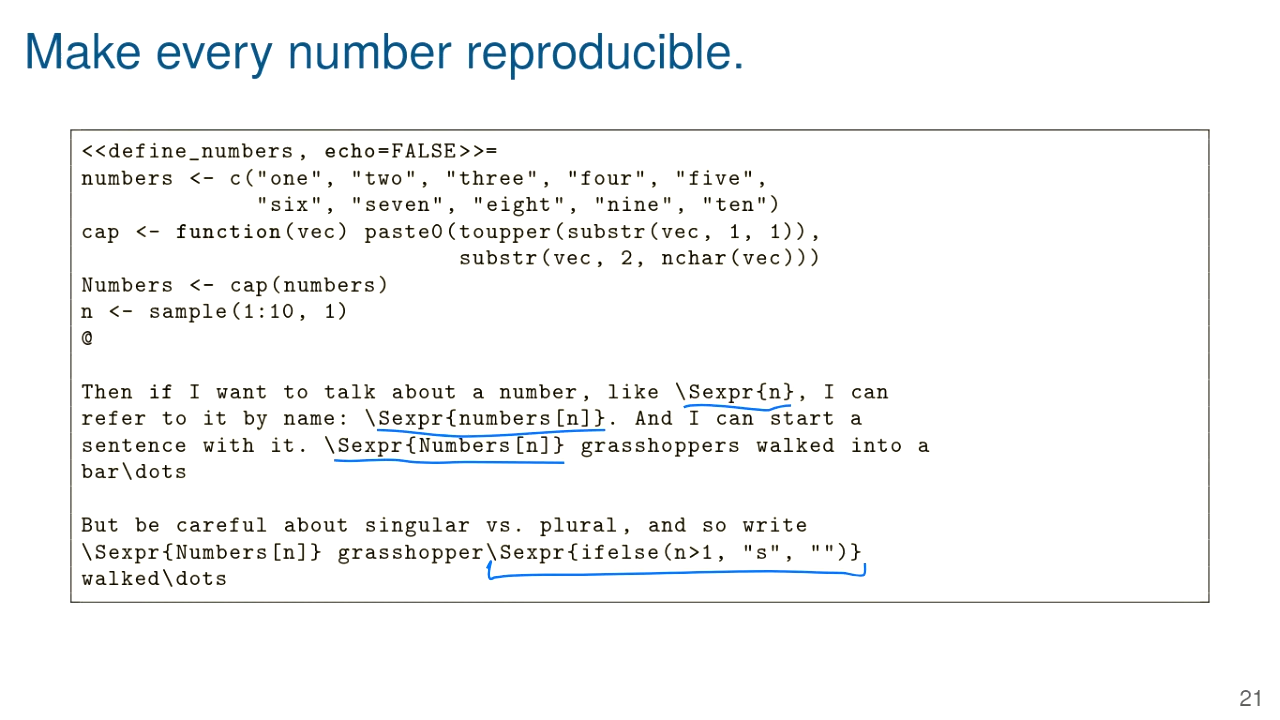 Make every number reproducible.
<<define_numbers, echo=FALSE>>=
numbers <- c("one", "two", "three", "four", "five",
             "six", "seven", "eight", "nine", "ten")
cap <- function(vec) paste0(toupper(substr(vec, 1, 1)),
                            substr(vec, 2, nchar(vec)))
Numbers <- cap(numbers)
n <- sample(1:10, 1)
@
Then if I want to talk about a number, like \Sexpr{n}, I can
refer to it by name: \Sexpr{numbers[n]}. And I can start a
sentence with it. \Sexpr{Numbers[n]} grasshoppers walked into a
bar\dots
But be careful about singular vs. plural, and so write
\Sexpr{Numbers[n]} grasshopper\Sexpr{ifelse(n>1, "s", "")}
walked\dots
21